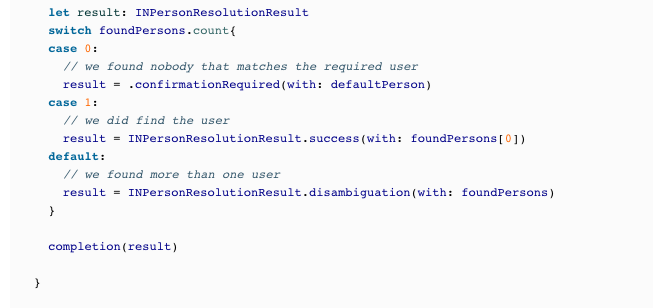 let result: INPersonResolutionResult
switch foundPersons.count{
case 0:
// we found nobody that matches the required user
result = .confirmationRequired(with: defaultPerson)
case 1:
// we did find the user
result = INPersonResolutionResult.success(with: foundPersons[0])
default:
// we found more than one user
result = INPersonResolutionResult.disambiguation(with: foundPersons)
}
completion(result)
}